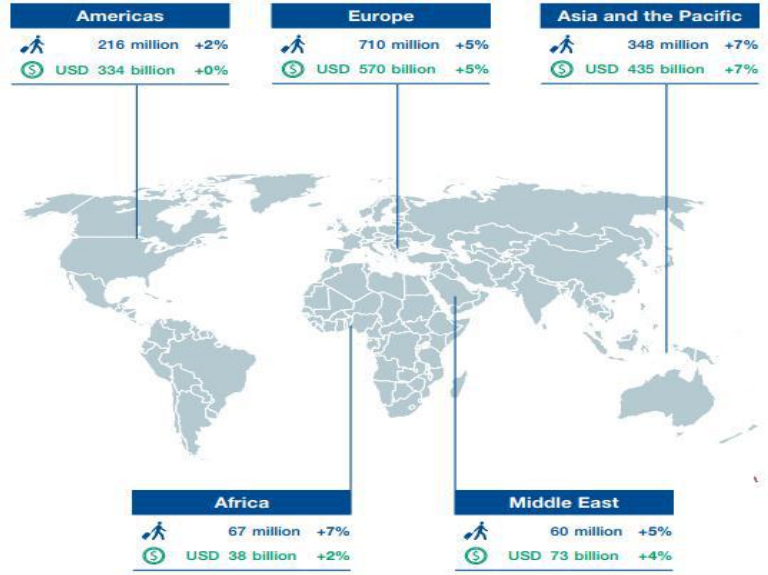 Americas
216 million +2%
USD 334 billion +0%
Europe
710 million +5%
USD 570 billion +5%
Asia and the Pacific
348 million +7%
USD 435 billion +7%
Africa
67 million +7%
USD 38 billion +2%
Middle East
60 million +5%
USD 73 billion +4%